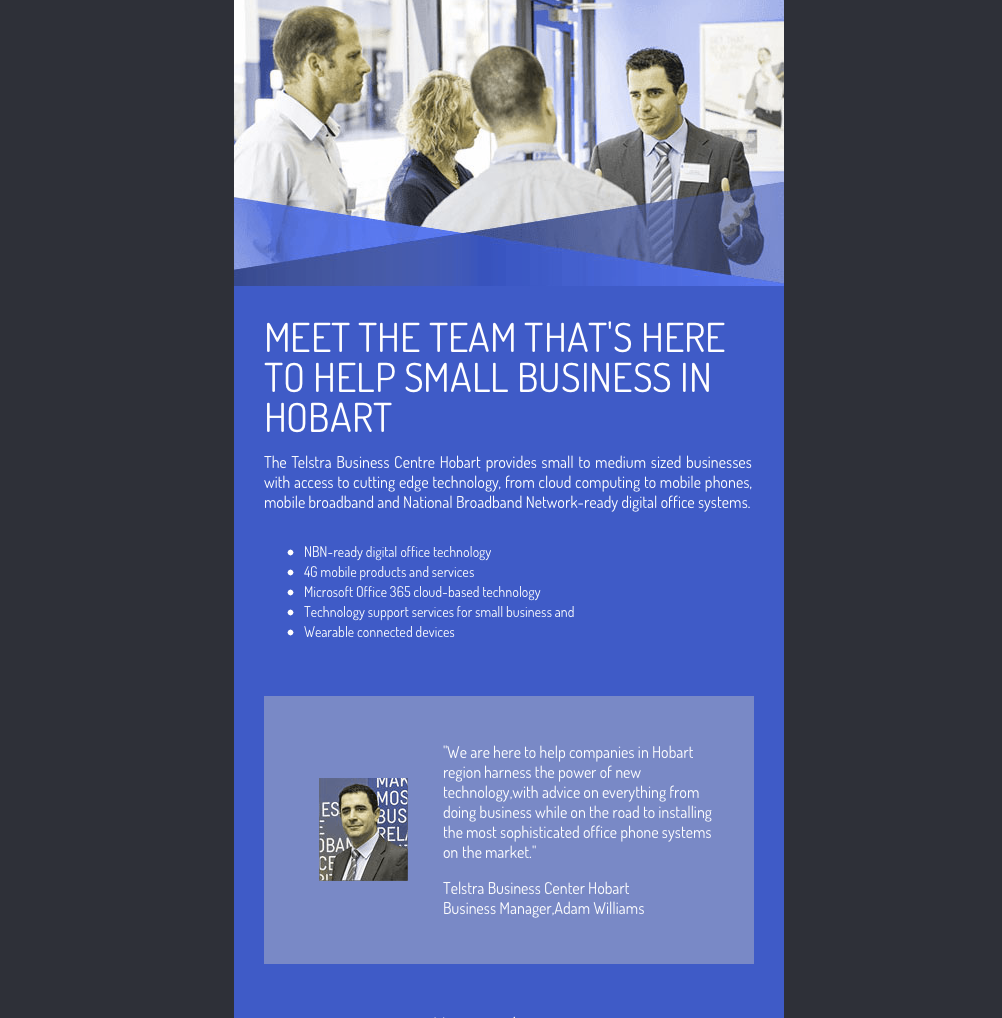 MEET THE TEAM THAT'S HERE
TO HELP SMALL BUSINESS IN
HOBART
The Telstra Business Centre Hobart provides small to medium sized businesses
with access to cutting edge technology, from cloud computing to mobile phones,
mobile broadband and National Broadband Network-ready digital office systems.
NBN-ready digital office technology
4G mobile products and services
Microsoft Office 365 cloud-based technology
Technology support services for small business and
Wearable connected devices
"We are here to help companies in Hobart
region harness the power of new
technology,with advice on everything from
doing business while on the road to installing
the most sophisticated office phone systems
on the market."
Telstra Business Center Hobart
Business Manager,Adam Williams